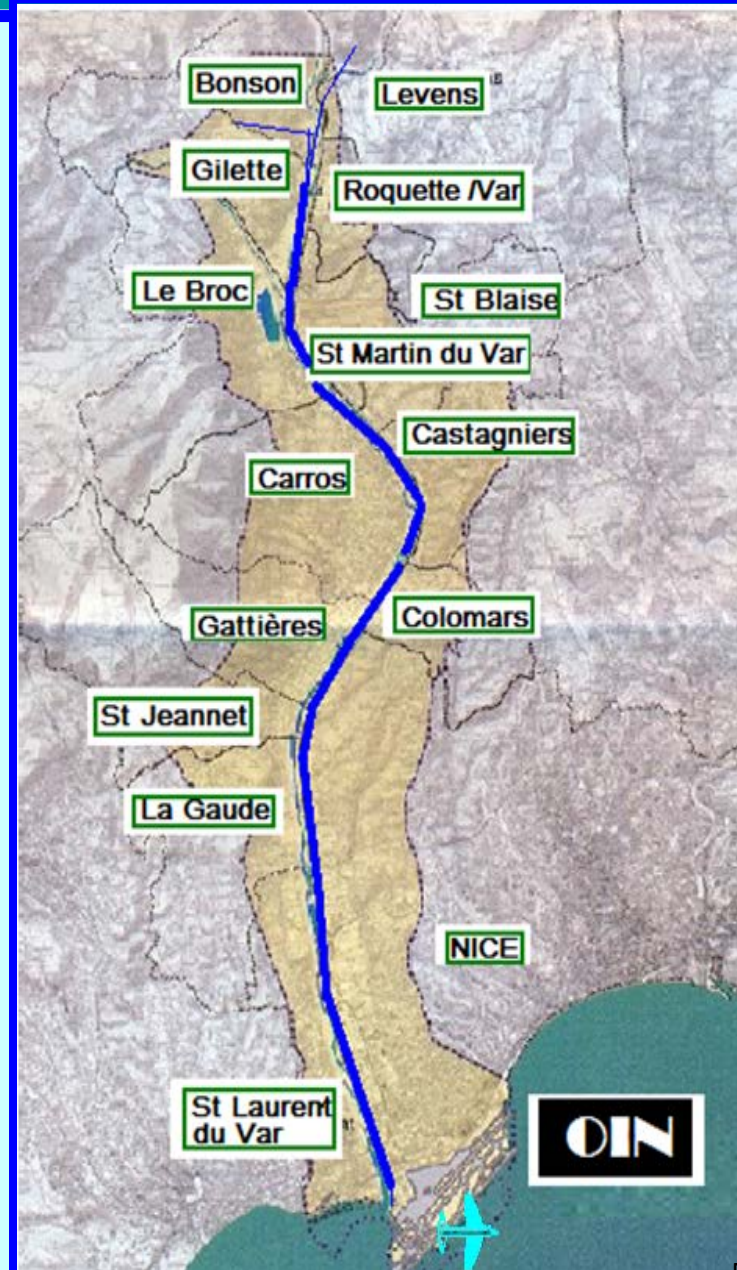 Bonson
Levens
Gilette
Roquette /Var
Le Broc
St Blaise
St Martin du Var
Castagniers
Carros
Gattières
Colomars
St Jeannet
La Gaude
NICE
St Laurent
du Var
OIN